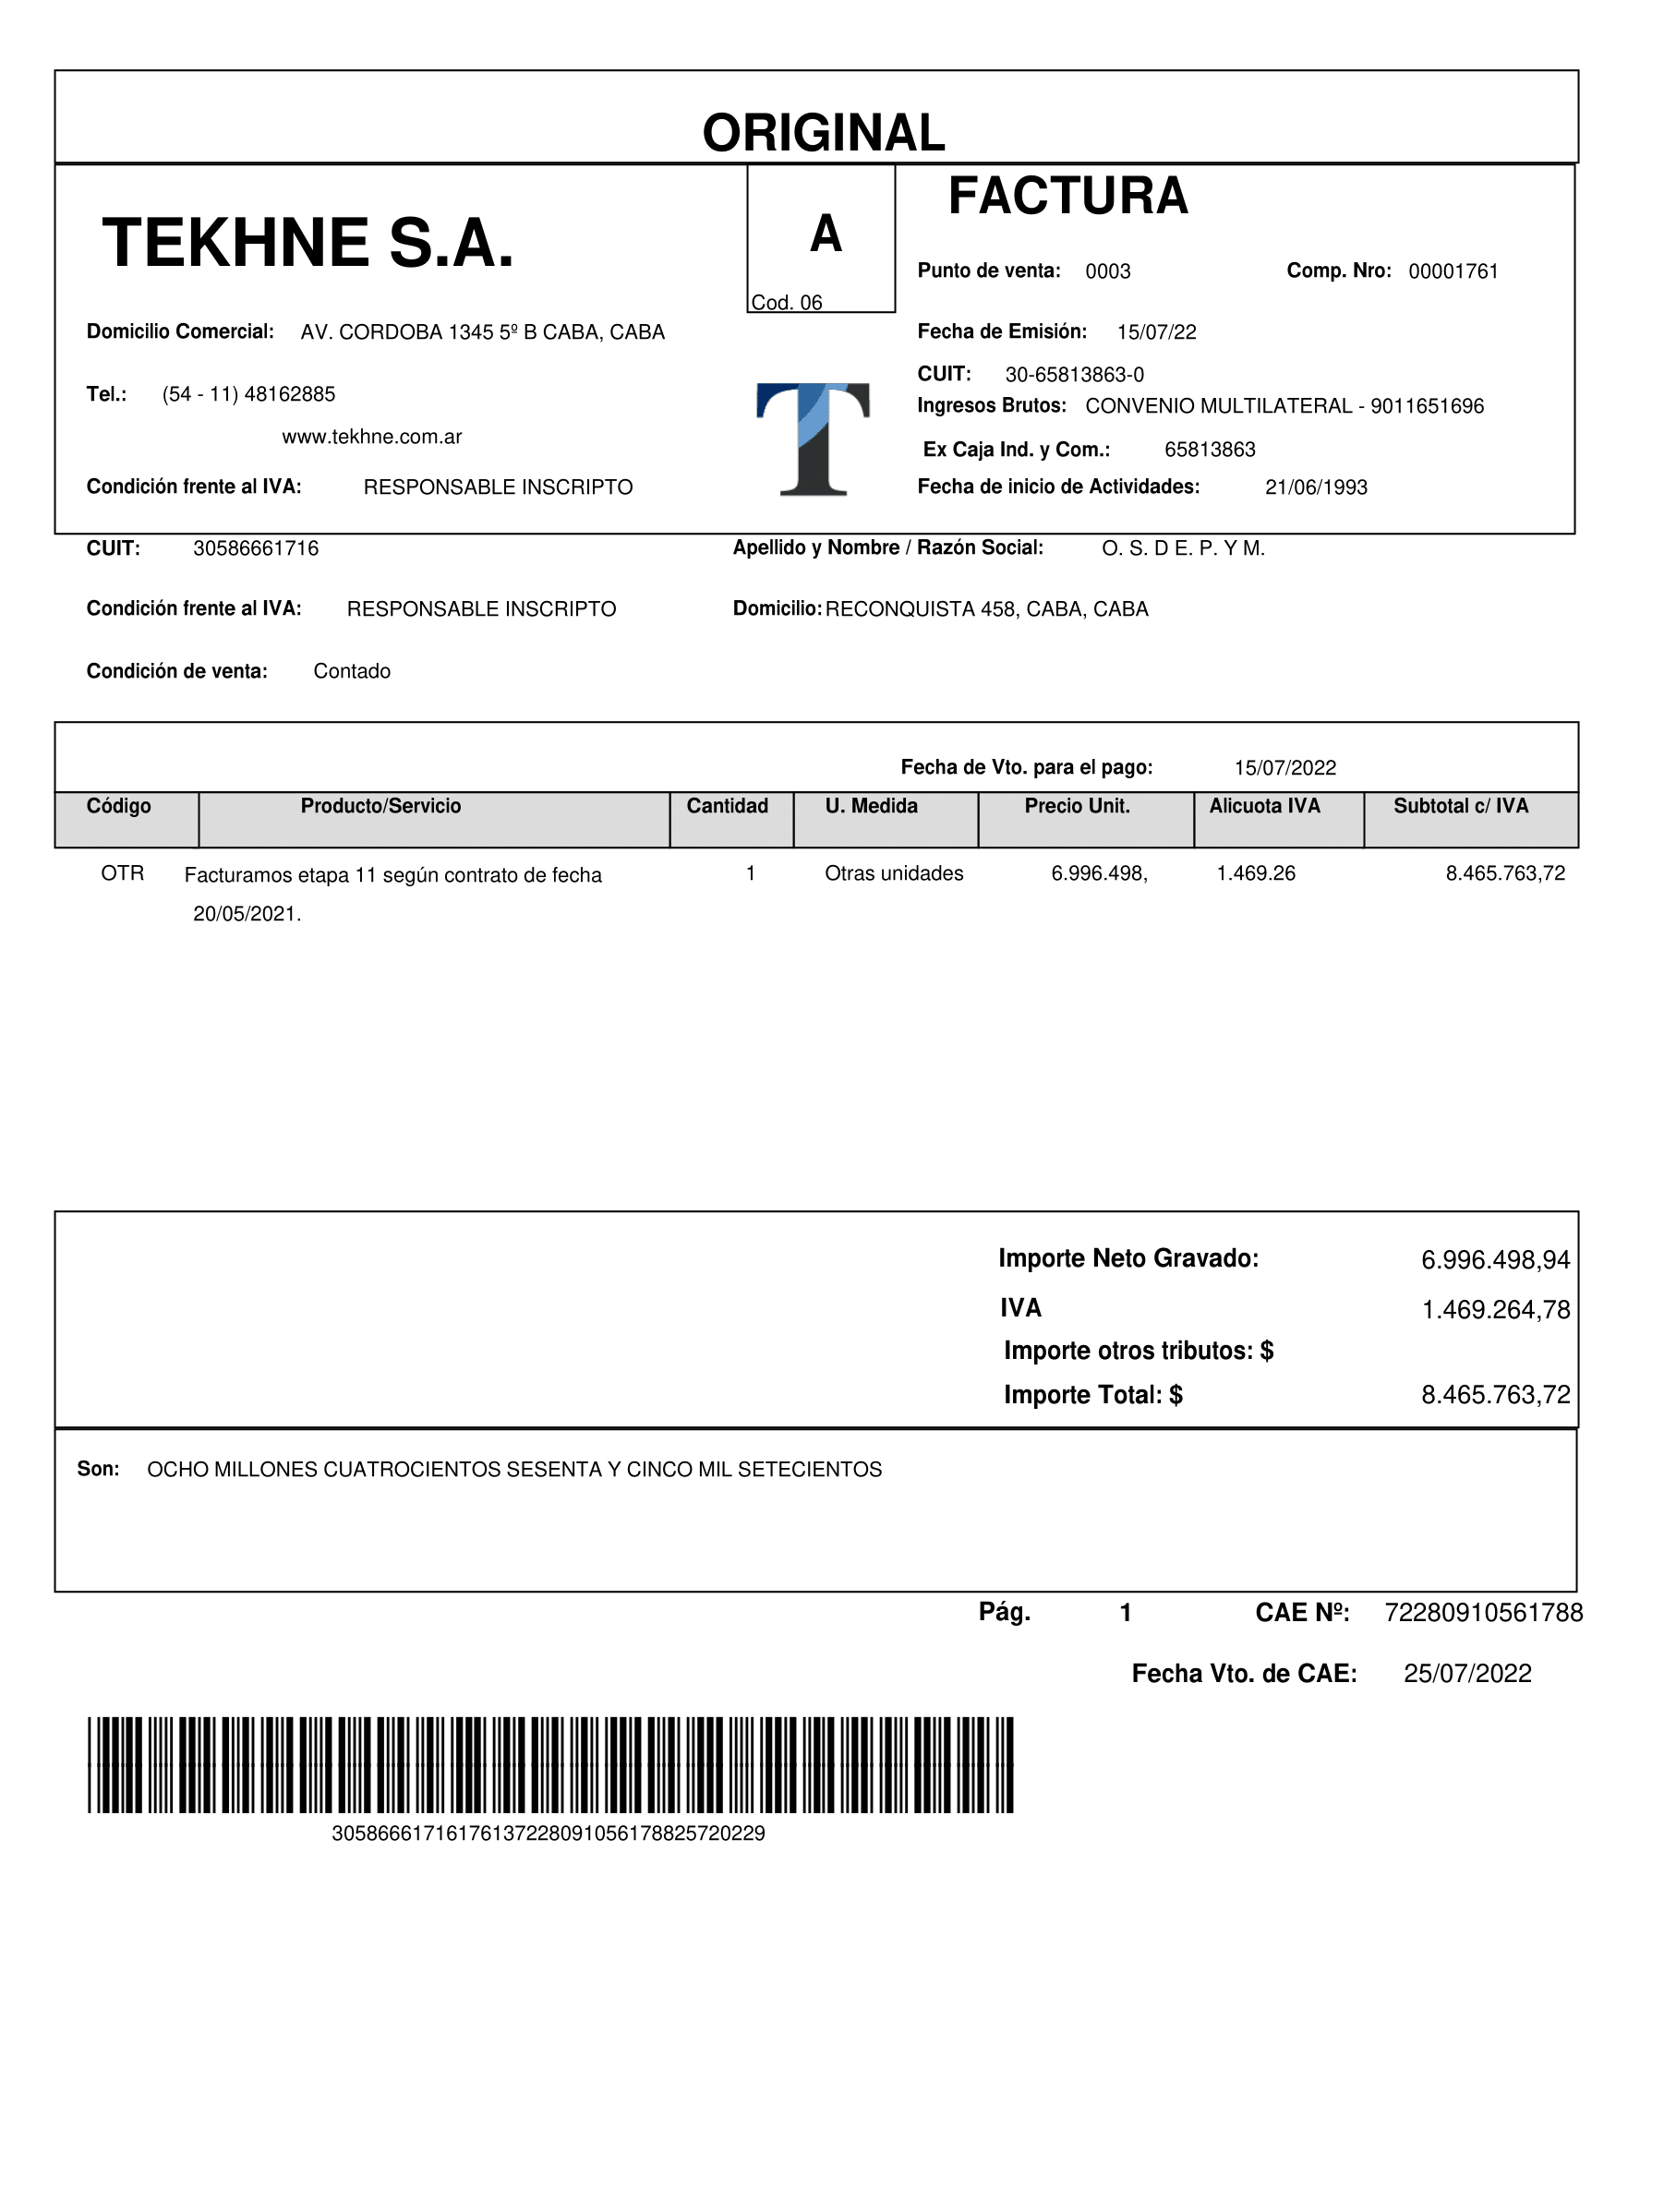 ORIGINAL
TEKHNE S.A.
A
Cod. 06
FACTURA
Punto de venta: 0003 Comp. Nro: 00001761
Domicilio Comercial: AV. CORDOBA 1345 5º B CABA, CABA
Fecha de Emisión: 15/07/22
Tel.: (54 - 11) 48162885
CUIT: 30-65813863-0
Ingresos Brutos: CONVENIO MULTILATERAL - 9011651696
www.tekhne.com.ar
Ex Caja Ind. y Com.: 65813863
Condición frente al IVA: RESPONSABLE INSCRIPTO
Fecha de inicio de Actividades: 21/06/1993
CUIT: 30586661716 Apellido y Nombre / Razón Social: O. S. D E. P. Y M.
Condición frente al IVA: RESPONSABLE INSCRIPTO Domicilio: RECONQUISTA 458, CABA, CABA
Condición de venta: Contado
Fecha de Vto. para el pago: 15/07/2022
Código Producto/Servicio Cantidad U. Medida Precio Unit. Alicuota IVA Subtotal c/ IVA
OTR Facturamos etapa 11 según contrato de fecha 1 Otras unidades 6.996.498, 1.469.26 8.465.763,72
20/05/2021.
Importe Neto Gravado: 6.996.498,94
IVA 1.469.264,78
Importe otros tributos: $
Importe Total: $ 8.465.763,72
Son: OCHO MILLONES CUATROCIENTOS SESENTA Y CINCO MIL SETECIENTOS
Pág. 1 CAE Nº: 72280910561788
Fecha Vto. de CAE: 25/07/2022
3058666171617613722809105617882572022​9